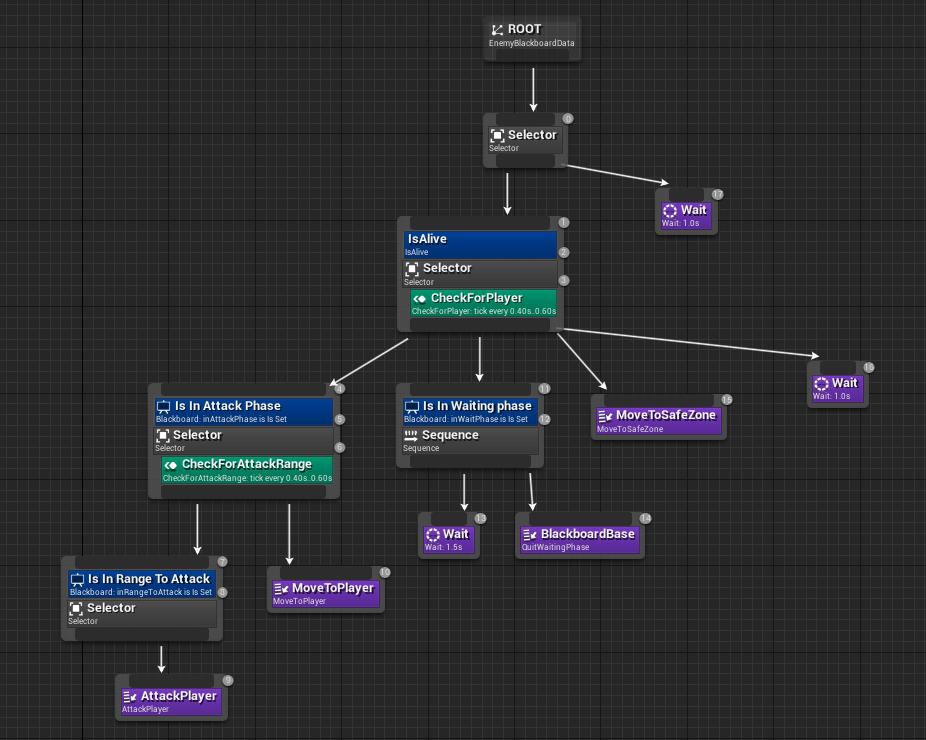 ROOT
EnemyBlackboardData
0
Selector
Selector
17
Wait
Wait: 1.0s
1
IsAlive
IsAlive
2
Selector
Selector
3
CheckForPlayer
CheckForPlayer: tick every 0.40s..0.60s
4
Is In Attack Phase
Blackboard: inAttackPhase is Is Set
5
Selector
Selector
6
CheckForAttackRange
CheckForAttackRange: tick every 0.40s..0.60s
11
Is In Waiting phase
Blackboard: inWaitPhase is Is Set
12
Sequence
Sequence
15
MoveToSafeZone
MoveToSafeZone
16
Wait
Wait: 1.0s
13
Wait
Wait: 1.5s
14
BlackboardBase
QuitWaitingPhase
7
Is In Range To Attack
Blackboard: inRangeToAttack is Is Set
8
Selector
Selector
10
MoveToPlayer
MoveToPlayer
9
AttackPlayer
AttackPlayer